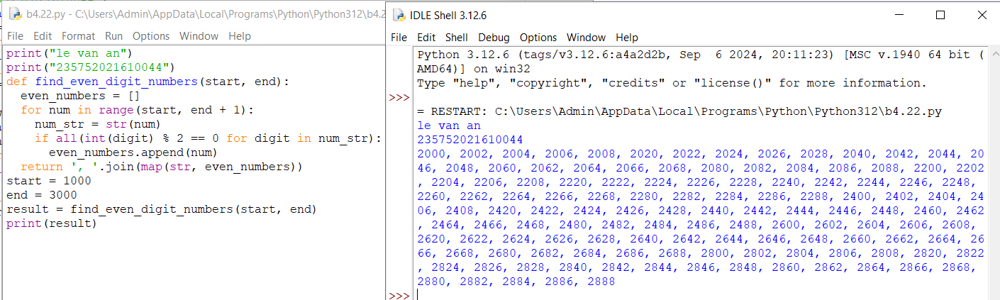 b4.22.py - C:\Users\Admin\AppData\Local\Programs\Python\Python312\b4.2
File Edit Format Run Options Window Help
print("le van an")
print("235752021610044")
def find_even_digit_numbers(start, end):
  even_numbers = []
  for num in range(start, end + 1):
    num_str = str(num)
    if all(int(digit) % 2 == 0 for digit in num_str):
      even_numbers.append(num)
  return ', '.join(map(str, even_numbers))
start = 1000
end = 3000
result = find_even_digit_numbers(start, end)
print(result)
IDLE Shell 3.12.6
File Edit Shell Debug Options Window Help
Python 3.12.6 (tags/v3.12.6:a4a2d2b, Sep  6 2024, 20:11:23) [MSC v.1940 64 bit (
AMD64)] on win32
Type "help", "copyright", "credits" or "license()" for more information.
>>>
= RESTART: C:\Users\Admin\AppData\Local\Programs\Python\Python312\b4.22.py
le van an
235752021610044
2000, 2002, 2004, 2006, 2008, 2020, 2022, 2024, 2026, 2028, 2040, 2042, 2044, 20
46, 2048, 2060, 2062, 2064, 2066, 2068, 2080, 2082, 2084, 2086, 2088, 2200, 2202
, 2204, 2206, 2208, 2220, 2222, 2224, 2226, 2228, 2240, 2242, 2244, 2246, 2248,
2260, 2262, 2264, 2266, 2268, 2280, 2282, 2284, 2286, 2288, 2400, 2402, 2404, 24
06, 2408, 2420, 2422, 2424, 2426, 2428, 2440, 2442, 2444, 2446, 2448, 2460, 2462
, 2464, 2466, 2468, 2480, 2482, 2484, 2486, 2488, 2600, 2602, 2604, 2606, 2608,
2620, 2622, 2624, 2626, 2628, 2640, 2642, 2644, 2646, 2648, 2660, 2662, 2664, 26
66, 2668, 2680, 2682, 2684, 2686, 2688, 2800, 2802, 2804, 2806, 2808, 2820, 2822
, 2824, 2826, 2828, 2840, 2842, 2844, 2846, 2848, 2860, 2862, 2864, 2866, 2868,
2880, 2882, 2884, 2886, 2888
>>>